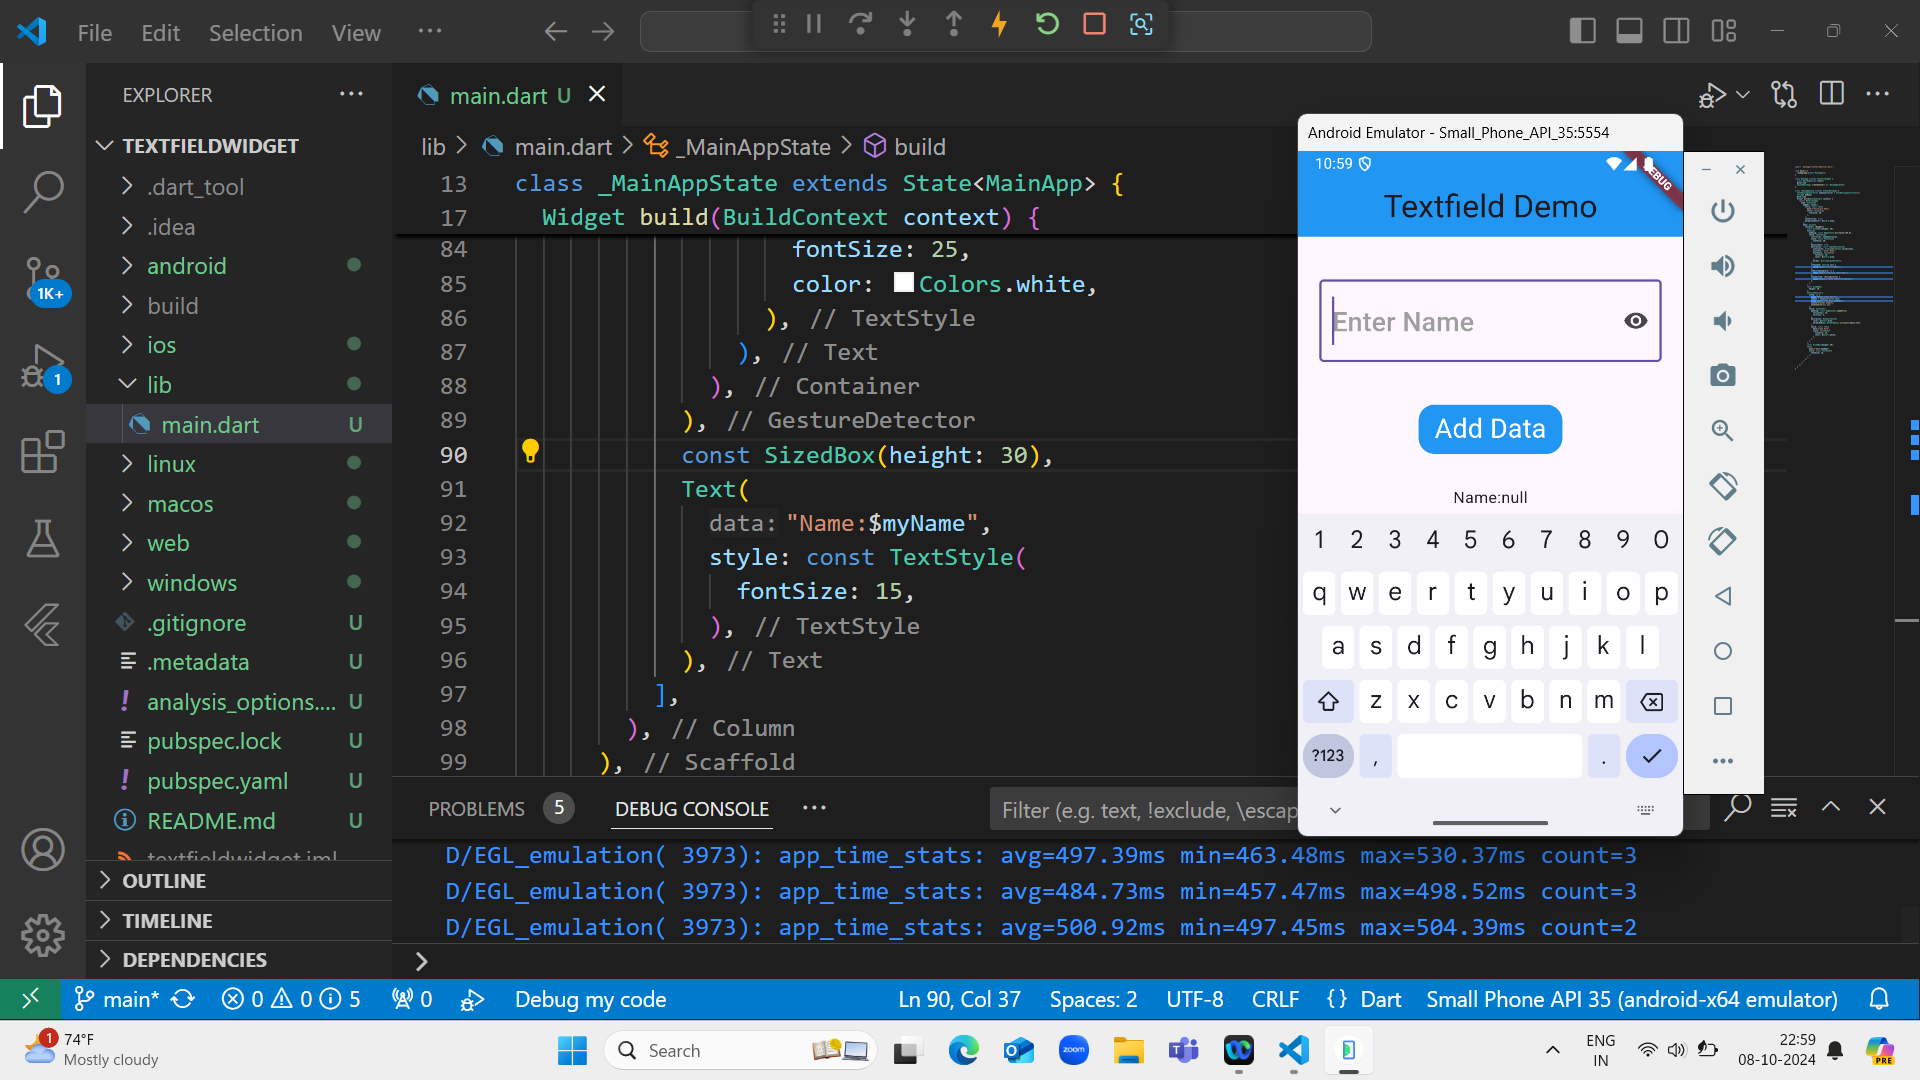 File Edit Selection View ···
EXPLORER ···
TEXTFIELDWIDGET
.dart_tool
.idea
android
build
ios
lib
main.dart U
linux
macos
web
windows
.gitignore U
.metadata U
analysis_options.... U
pubspec.lock U
pubspec.yaml U
README.md U
textfieldwidget.iml
OUTLINE
TIMELINE
DEPENDENCIES
1K+
1
main.dart U
lib > main.dart > _MainAppState > build
13 class _MainAppState extends State<MainApp> {
17 Widget build(BuildContext context) {
84 fontSize: 25,
85 color: Colors.white,
86 ), // TextStyle
87 ), // Text
88 ), // Container
89 ), // GestureDetector
90 const SizedBox(height: 30),
91 Text(
92 data: "Name:$myName",
93 style: const TextStyle(
94 fontSize: 15,
95 ), // TextStyle
96 ), // Text
97 ],
98 ), // Column
99 ), // Scaffold
PROBLEMS 5 DEBUG CONSOLE ···
Filter (e.g. text, !exclude, \escap
D/EGL_emulation( 3973): app_time_stats: avg=497.39ms min=463.48ms max=530.37ms count=3
D/EGL_emulation( 3973): app_time_stats: avg=484.73ms min=457.47ms max=498.52ms count=3
D/EGL_emulation( 3973): app_time_stats: avg=500.92ms min=497.45ms max=504.39ms count=2
>
Android Emulator - Small_Phone_API_35:5554
10:59
DEBUG
Textfield Demo
Enter Name
Add Data
Name:null
1 2 3 4 5 6 7 8 9 0
q w e r t y u i o p
a s d f g h j k l
z x c v b n m
?123 , .
main* 0 0 5 0 Debug my code Ln 90, Col 37 Spaces: 2 UTF-8 CRLF {} Dart Small Phone API 35 (android-x64 emulator)
1
74°F
Mostly cloudy
Search
zoom
ENG
IN
22:59
08-10-2024
PRE